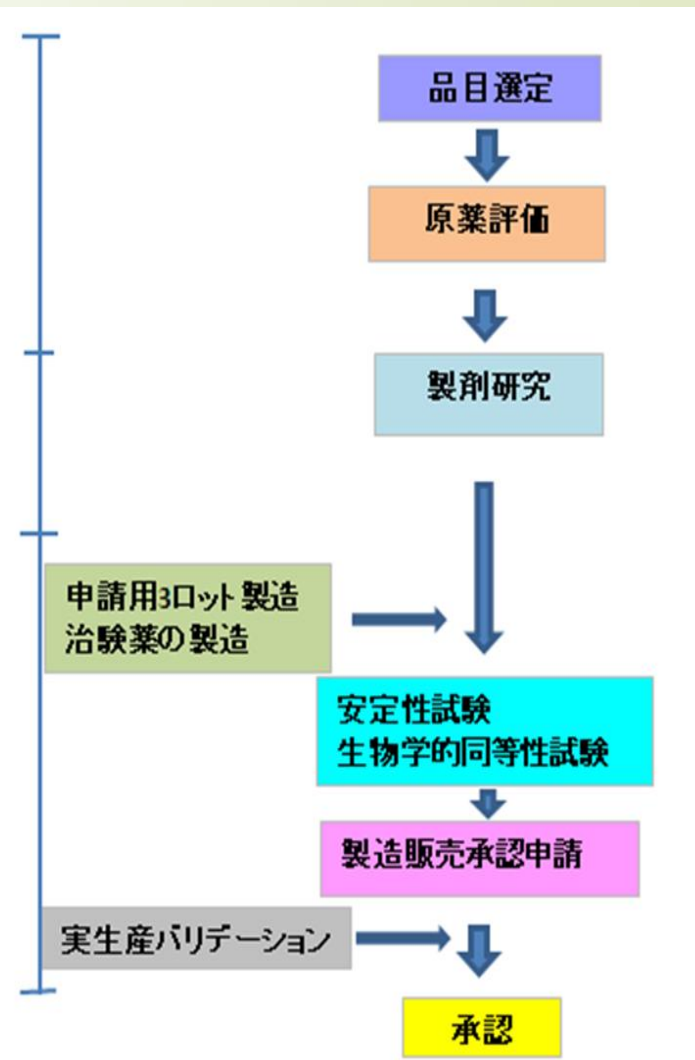 品目選定
原薬評価
製剤研究
申請用3ロット製造
治験薬の製造
安定性試験
生物学的同等性試験
製造販売承認申請
実生産バリデーション
承認